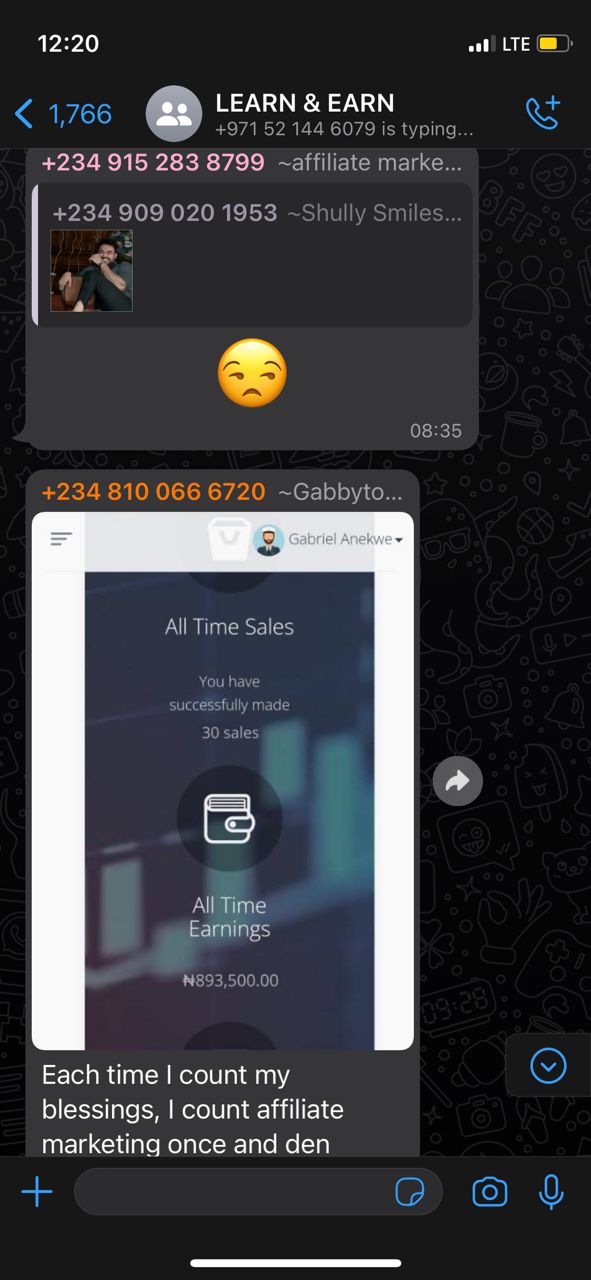 12:20
LTE
1,766
LEARN & EARN
+971 52 144 6079 is typing...
+234 915 283 8799 ~affiliate marke...
+234 909 020 1953 ~Shully Smiles...
08:35
+234 810 066 6720 ~Gabbyto...
Gabriel Anekwe
All Time Sales
You have
successfully made
30 sales
All Time
Earnings
₦893,500.00
Each time I count my
blessings, I count affiliate
marketing once and den